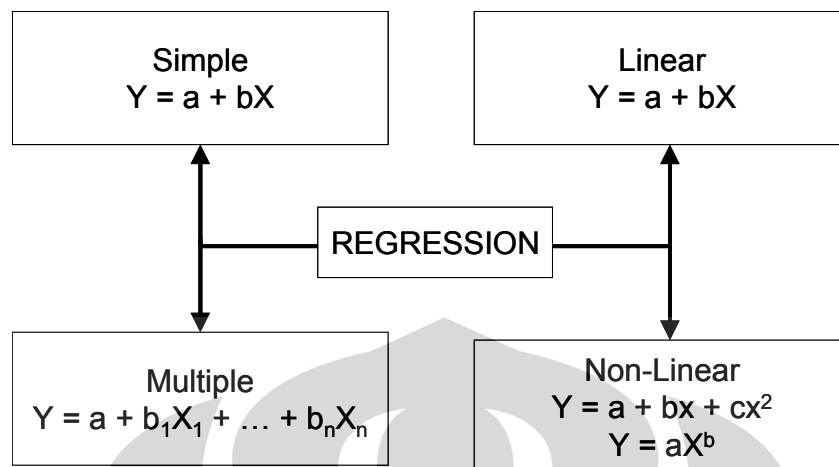 Simple
Y = a + bX
Linear
Y = a + bX
REGRESSION
Multiple
Y = a + b₁X₁ + … + bₙXₙ
Non-Linear
Y = a + bx + cx²
Y = aXᵇ